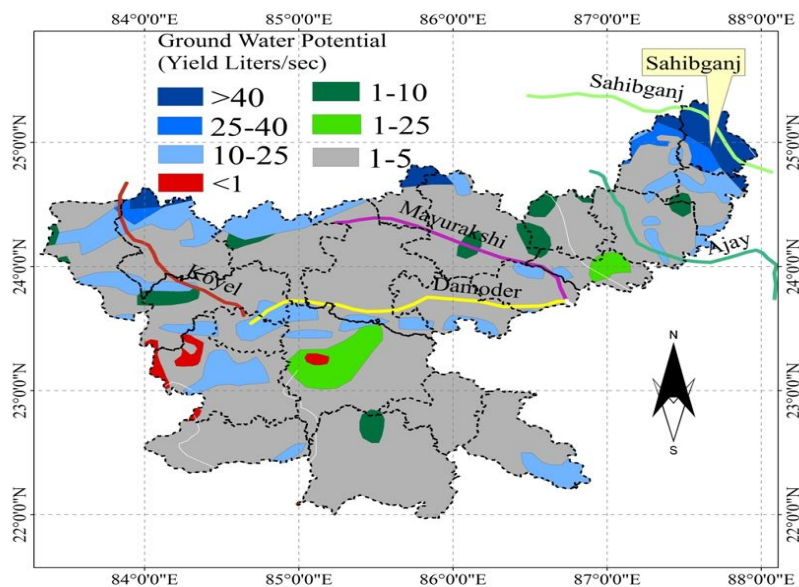 84°0'0"E 85°0'0"E 86°0'0"E 87°0'0"E 88°0'0"E
Ground Water Potential
(Yield Liters/sec)
>40
25-40
10-25
<1
1-10
1-25
1-5
Sahibganj
Sahibganj
25°0'0"N
25°0'0"N
Mayurakshi
Ajay
Koyel
Damoder
24°0'0"N
24°0'0"N
23°0'0"N
23°0'0"N
22°0'0"N
22°0'0"N
N
S
84°0'0"E 85°0'0"E 86°0'0"E 87°0'0"E 88°0'0"E